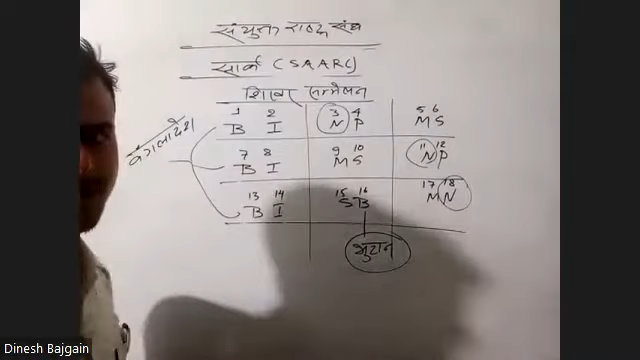 संयुक्त राष्ट्र संघ
सार्क (SAARC)
शिखर सम्मेलन
बंगलादेश
1 2 3 4 5 6
B I N P M S
7 8 9 10 11 12
B I M S N P
13 14 15 16 17 18
B I S B M N
भुटान
Dinesh Bajgain